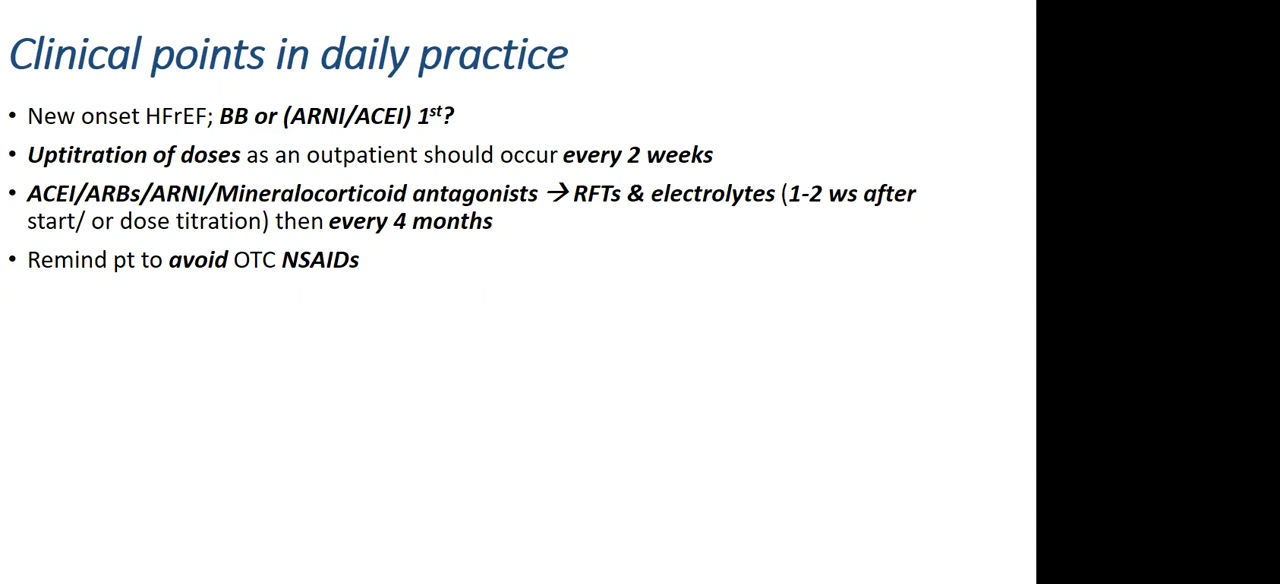 Clinical points in daily practice
• New onset HFrEF; BB or (ARNI/ACEI) 1st?
• Uptitration of doses as an outpatient should occur every 2 weeks
• ACEI/ARBs/ARNI/Mineralocorticoid antagonists → RFTs & electrolytes (1-2 ws after
start/ or dose titration) then every 4 months
• Remind pt to avoid OTC NSAIDs